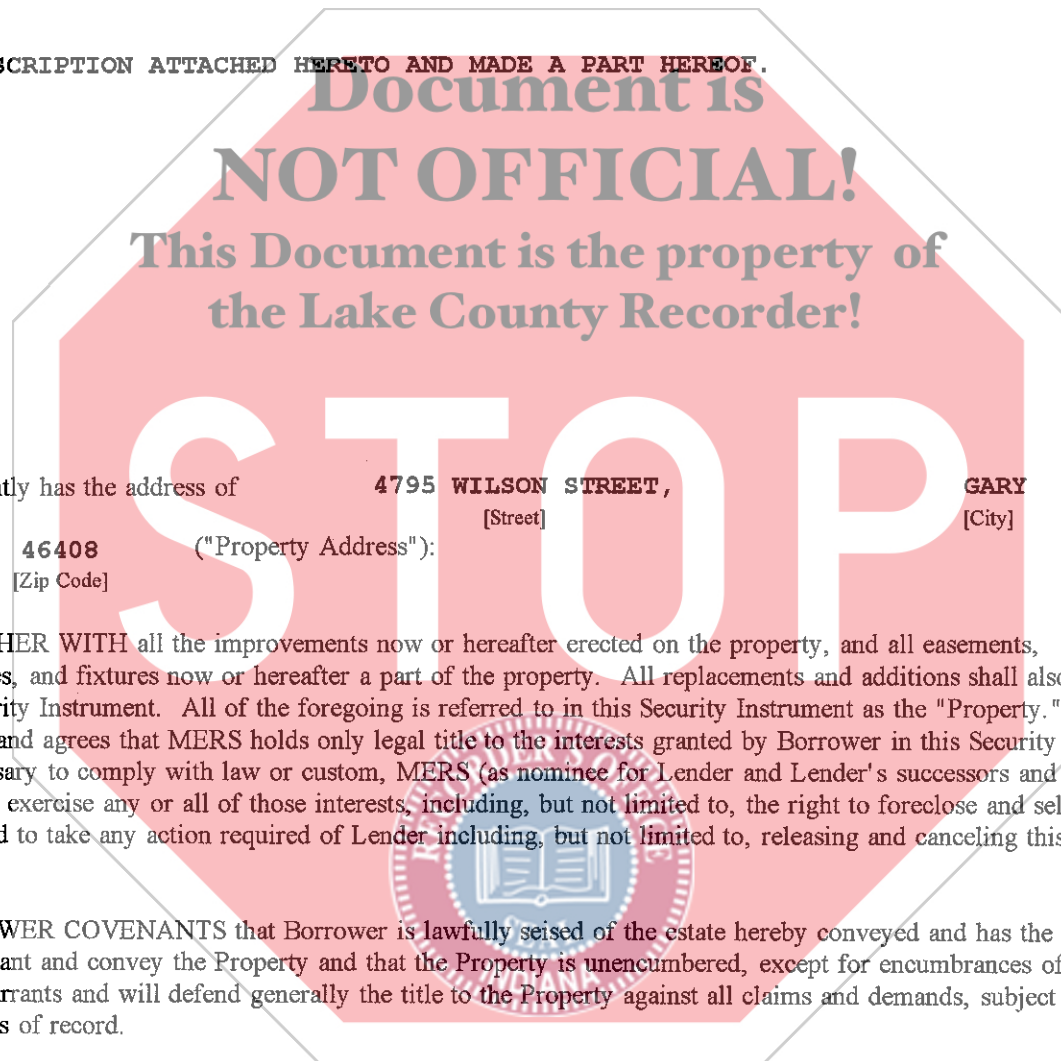 SCRIPTION ATTACHED HERETO AND MADE A PART HEREOF.
Document is
NOT OFFICIAL!
This Document is the property of
the Lake County Recorder!
STOP
tly has the address of 4795 WILSON STREET, GARY
[Street] [City]
46408 ("Property Address"):
[Zip Code]
HER WITH all the improvements now or hereafter erected on the property, and all easements,
s, and fixtures now or hereafter a part of the property. All replacements and additions shall also
rity Instrument. All of the foregoing is referred to in this Security Instrument as the "Property."
and agrees that MERS holds only legal title to the interests granted by Borrower in this Security
sary to comply with law or custom, MERS (as nominee for Lender and Lender's successors and
exercise any or all of those interests, including, but not limited to, the right to foreclose and sel
d to take any action required of Lender including, but not limited to, releasing and canceling this
RECORDER'S OFFICE
SEAL
INDIANA
WER COVENANTS that Borrower is lawfully seised of the estate hereby conveyed and has the
ant and convey the Property and that the Property is unencumbered, except for encumbrances of
rrants and will defend generally the title to the Property against all claims and demands, subject
s of record.